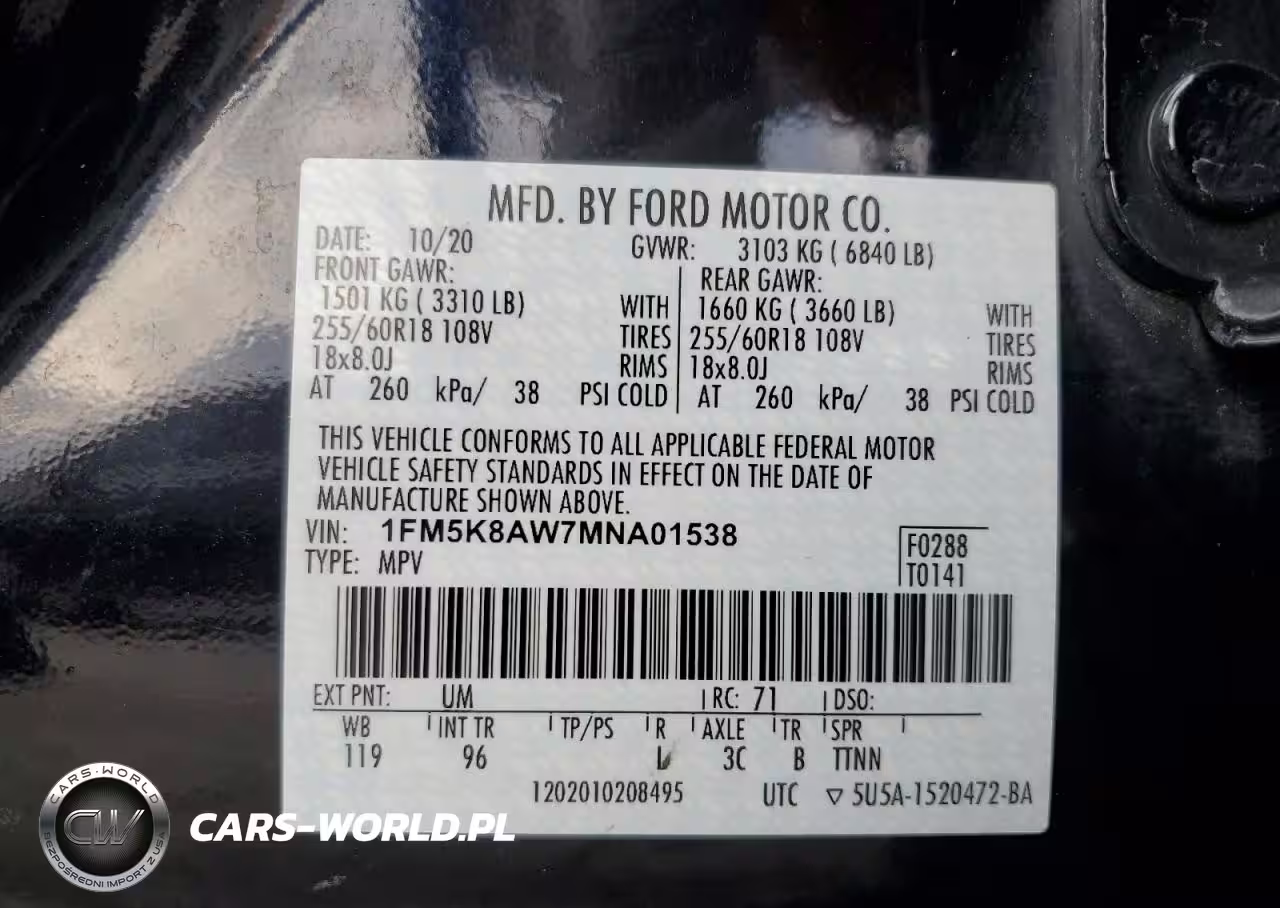 MFD. BY FORD MOTOR CO.
DATE: 10/20 GVWR: 3103 KG ( 6840 LB)
FRONT GAWR: REAR GAWR:
1501 KG ( 3310 LB) WITH 1660 KG ( 3660 LB) WITH
255/60R18 108V TIRES 255/60R18 108V TIRES
18x8.0J RIMS 18x8.0J RIMS
AT 260 kPa/ 38 PSI COLD AT 260 kPa/ 38 PSI COLD
THIS VEHICLE CONFORMS TO ALL APPLICABLE FEDERAL MOTOR
VEHICLE SAFETY STANDARDS IN EFFECT ON THE DATE OF
MANUFACTURE SHOWN ABOVE.
VIN: 1FM5K8AW7MNA01538
F0288
TYPE: MPV
T0141
EXT PNT: UM RC: 71 DSO:
WB INT TR TP/PS R AXLE TR SPR
119 96 L 3C B TTNN
1202010208495 UTC ▽ 5U5A-1520472-BA
CARS-WORLD
CW
BEZPOŚREDNI IMPORT Z USA
CARS-WORLD.PL